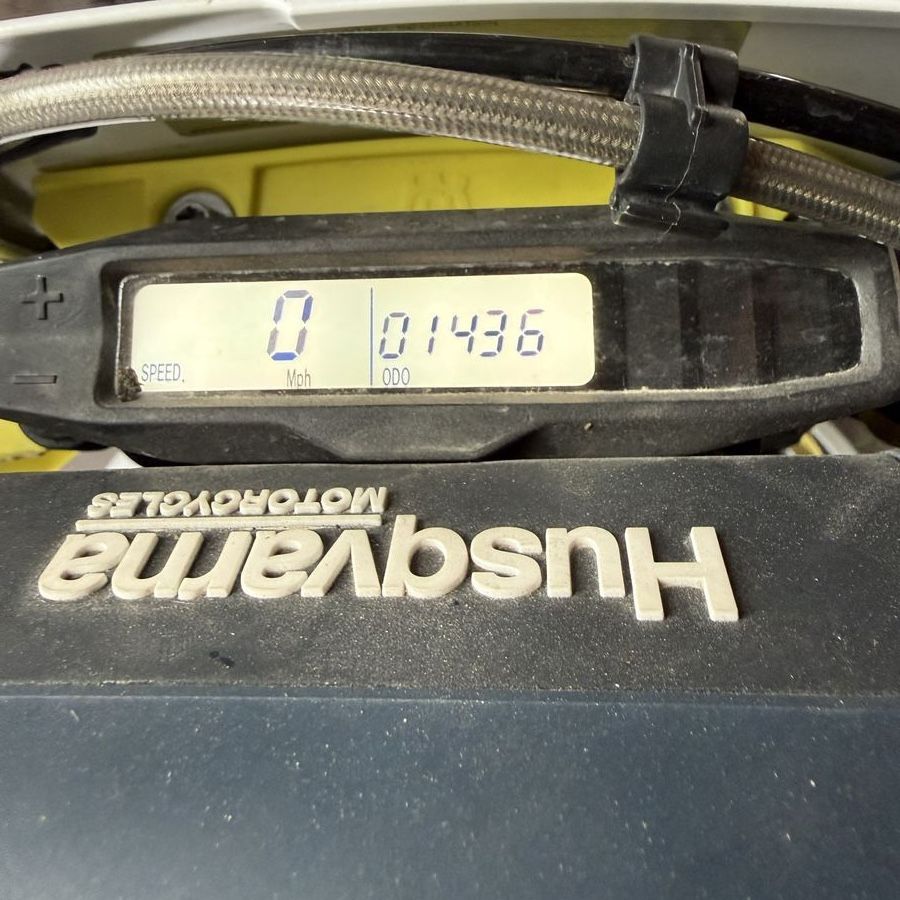 +
0 01436
SPEED Mph ODO
—
MOTORCYCLES
Husqvarna